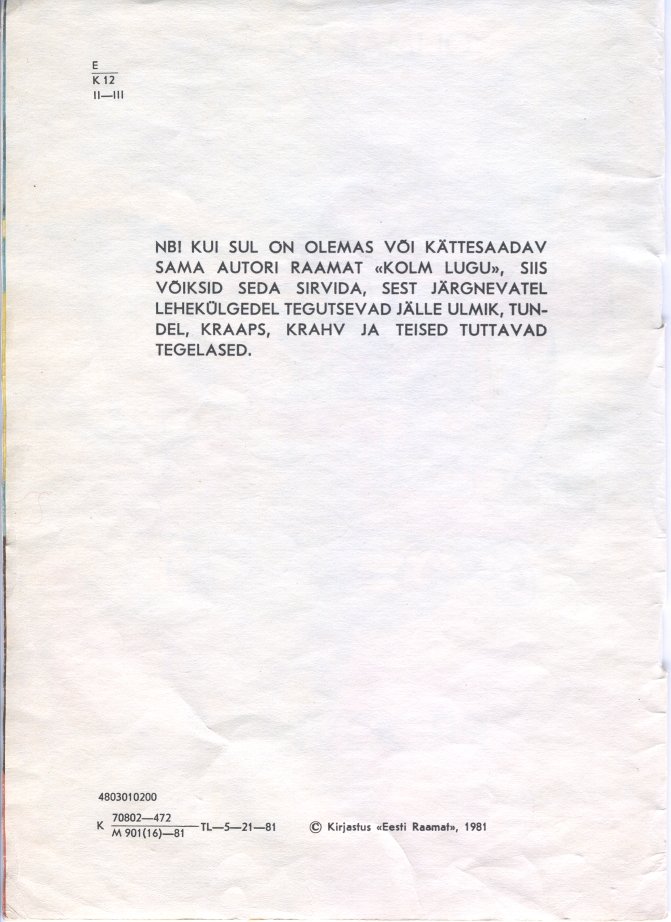 E
K 12
II—III
NB! KUI SUL ON OLEMAS VÕI KÄTTESAADAV
SAMA AUTORI RAAMAT «KOLM LUGU», SIIS
VÕIKSID SEDA SIRVIDA, SEST JÄRGNEVATEL
LEHEKÜLGEDEL TEGUTSEVAD JÄLLE ULMIK, TUN-
DEL, KRAAPS, KRAHV JA TEISED TUTTAVAD
TEGELASED.
4803010200
K 70802—472
M 901(16)—81 TL—5—21—81 © Kirjastus «Eesti Raamat», 1981